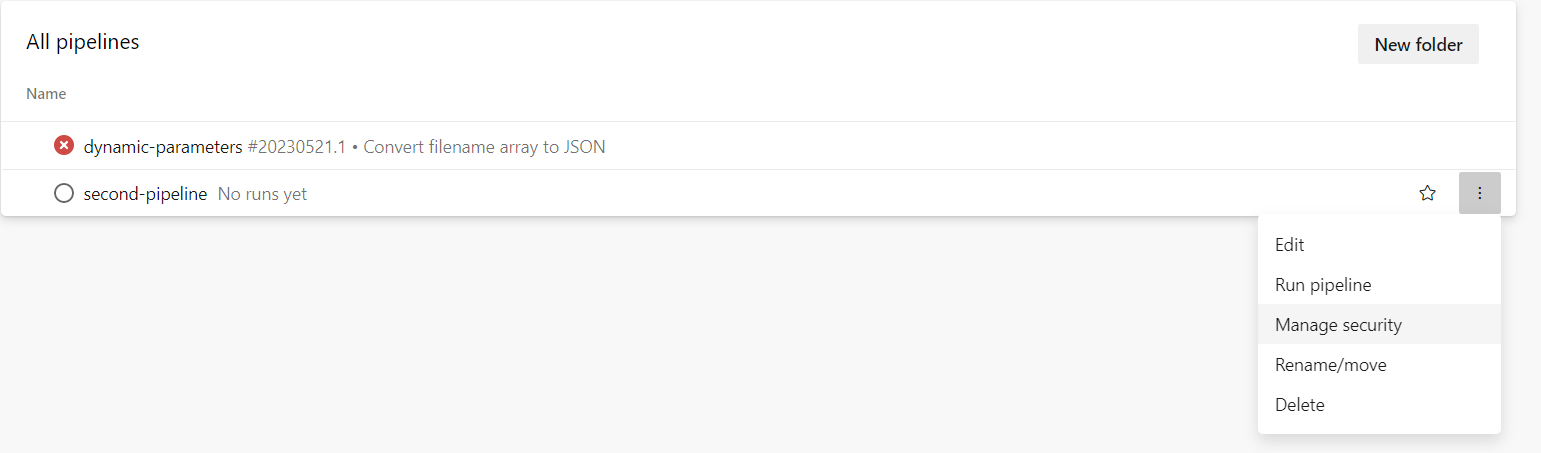 All pipelines
New folder
Name
dynamic-parameters #20230521.1 • Convert filename array to JSON
second-pipeline No runs yet
Edit
Run pipeline
Manage security
Rename/move
Delete